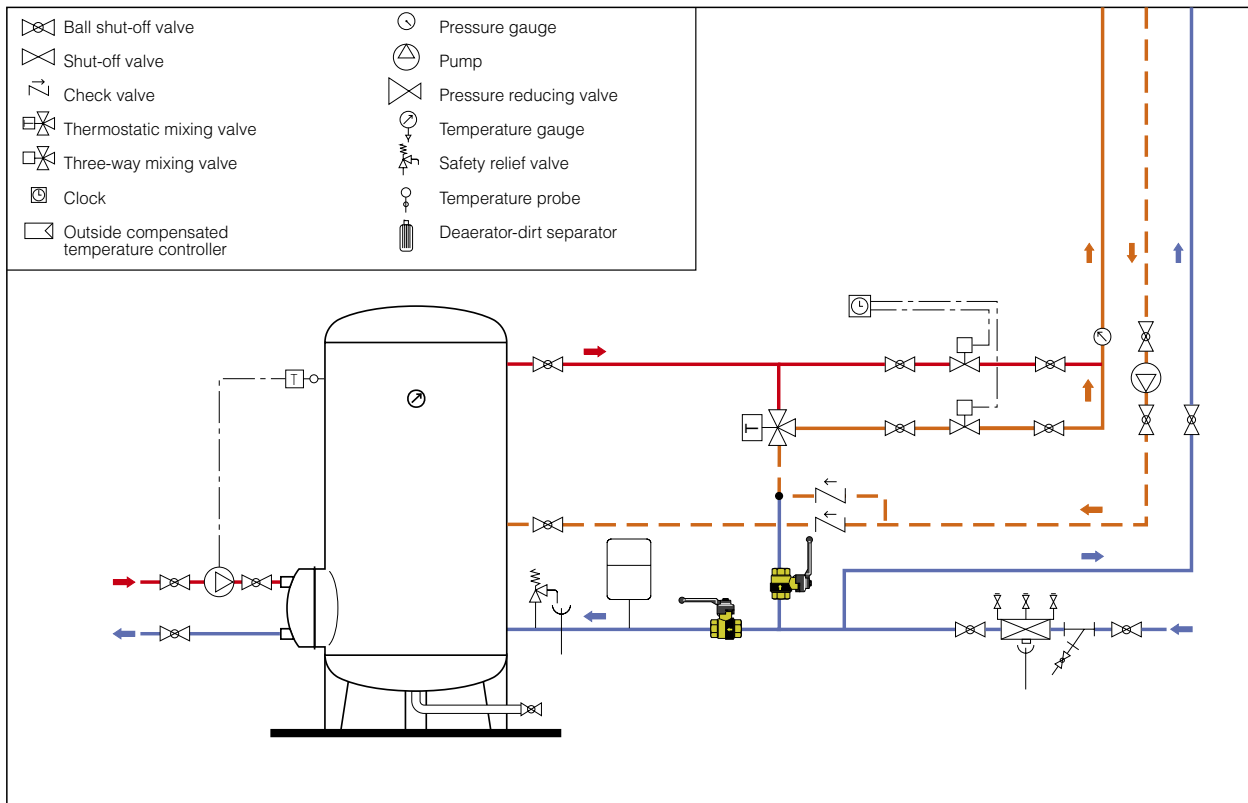 Ball shut-off valve
Shut-off valve
Check valve
Thermostatic mixing valve
Three-way mixing valve
Clock
Outside compensated
temperature controller
Pressure gauge
Pump
Pressure reducing valve
Temperature gauge
Safety relief valve
Temperature probe
Deaerator-dirt separator
T
T